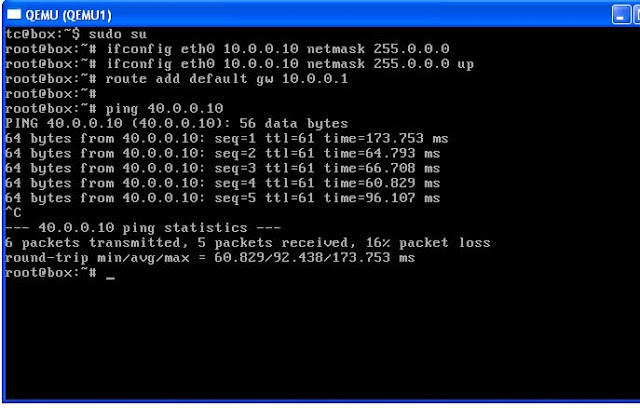 QEMU (QEMU1)
tc@box:~$ sudo su
root@box:~# ifconfig eth0 10.0.0.10 netmask 255.0.0.0
root@box:~# ifconfig eth0 10.0.0.10 netmask 255.0.0.0 up
root@box:~# route add default gw 10.0.0.1
root@box:~#
root@box:~# ping 40.0.0.10
PING 40.0.0.10 (40.0.0.10): 56 data bytes
64 bytes from 40.0.0.10: seq=1 ttl=61 time=173.753 ms
64 bytes from 40.0.0.10: seq=2 ttl=61 time=64.793 ms
64 bytes from 40.0.0.10: seq=3 ttl=61 time=66.708 ms
64 bytes from 40.0.0.10: seq=4 ttl=61 time=60.829 ms
64 bytes from 40.0.0.10: seq=5 ttl=61 time=96.107 ms
^C
--- 40.0.0.10 ping statistics ---
6 packets transmitted, 5 packets received, 16% packet loss
round-trip min/avg/max = 60.829/92.438/173.753 ms
root@box:~# _